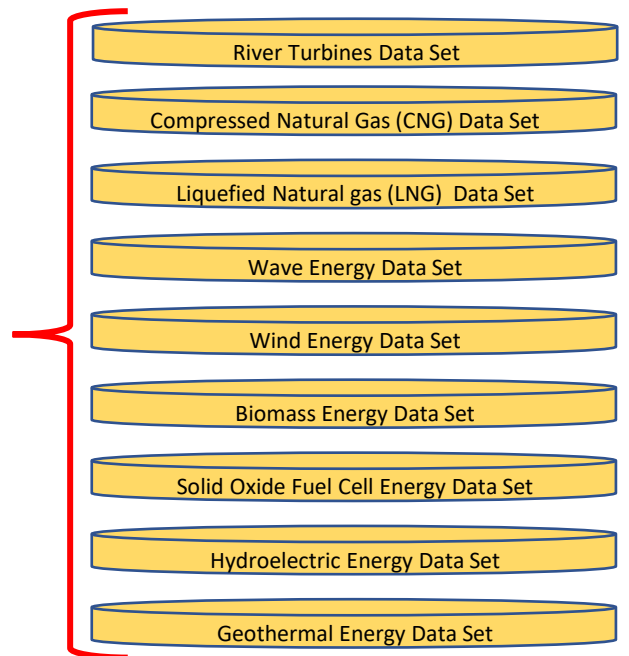 River Turbines Data Set
Compressed Natural Gas (CNG) Data Set
Liquefied Natural gas (LNG)  Data Set
Wave Energy Data Set
Wind Energy Data Set
Biomass Energy Data Set
Solid Oxide Fuel Cell Energy Data Set
Hydroelectric Energy Data Set
Geothermal Energy Data Set